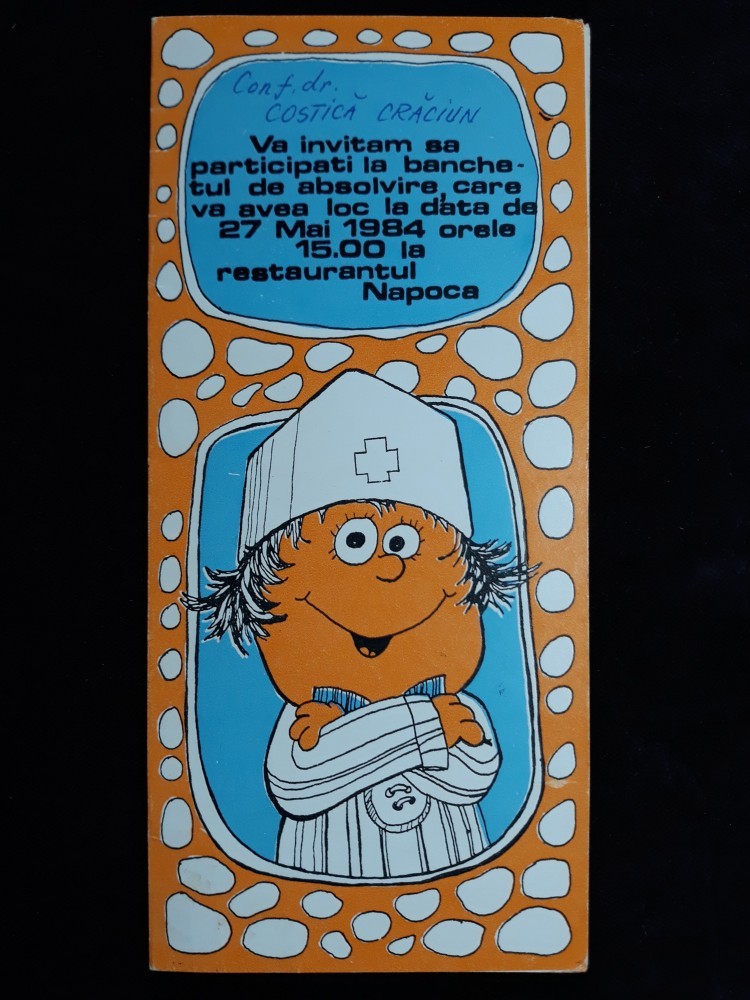 Conf. dr.
COSTICĂ CRĂCIUN
Va invitam sa
participati la banche-
tul de absolvire, care
va avea loc la data de
27 Mai 1984 orele
15.00 la
restaurantul
Napoca